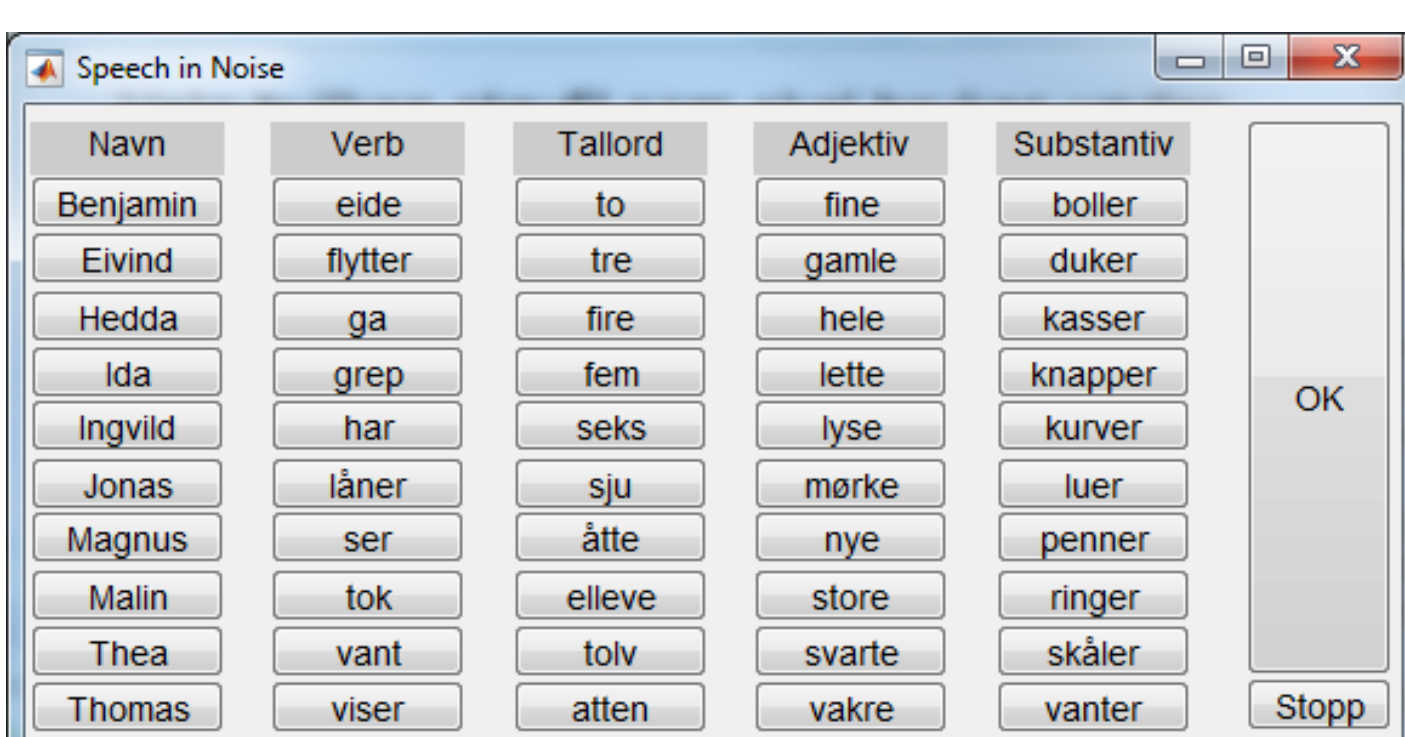 Speech in Noise
Navn Verb Tallord Adjektiv Substantiv
Benjamin eide to fine boller
Eivind flytter tre gamle duker
Hedda ga fire hele kasser
Ida grep fem lette knapper
OK
Ingvild har seks lyse kurver
Jonas låner sju mørke luer
Magnus ser åtte nye penner
Malin tok elleve store ringer
Thea vant tolv svarte skåler
Thomas viser atten vakre vanter
Stopp